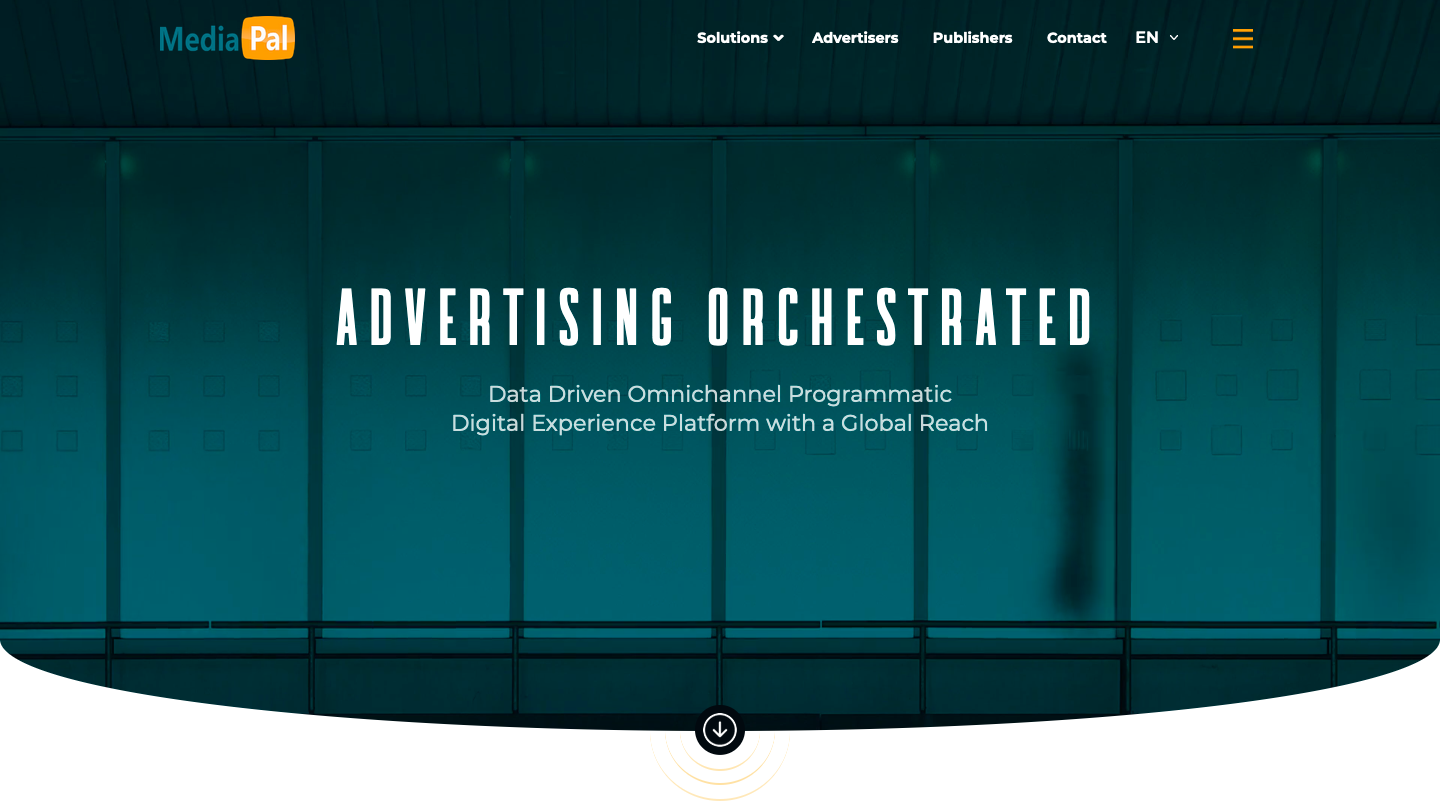 MediaPal
Solutions
Advertisers
Publishers
Contact
EN
ADVERTISING ORCHESTRATED
Data Driven Omnichannel Programmatic
Digital Experience Platform with a Global Reach